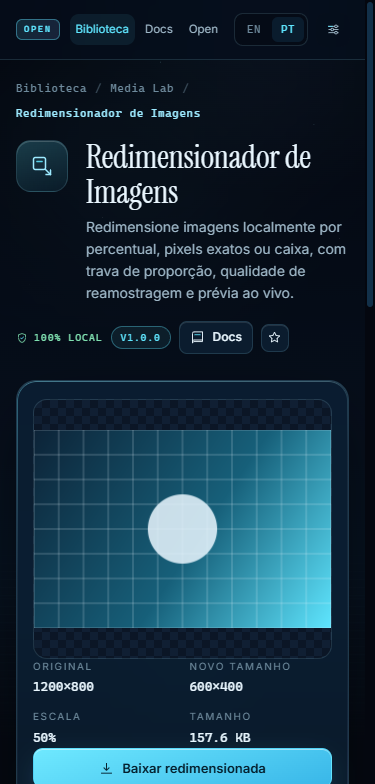 OPEN Biblioteca Docs Open EN PT
Biblioteca / Media Lab /
Redimensionador de Imagens
Redimensionador de
Imagens
Redimensione imagens localmente por
percentual, pixels exatos ou caixa, com
trava de proporção, qualidade de
reamostragem e prévia ao vivo.
100% LOCAL V1.0.0 Docs
ORIGINAL NOVO TAMANHO
1200×800 600×400
ESCALA TAMANHO
50% 157.6 KB
Baixar redimensionada